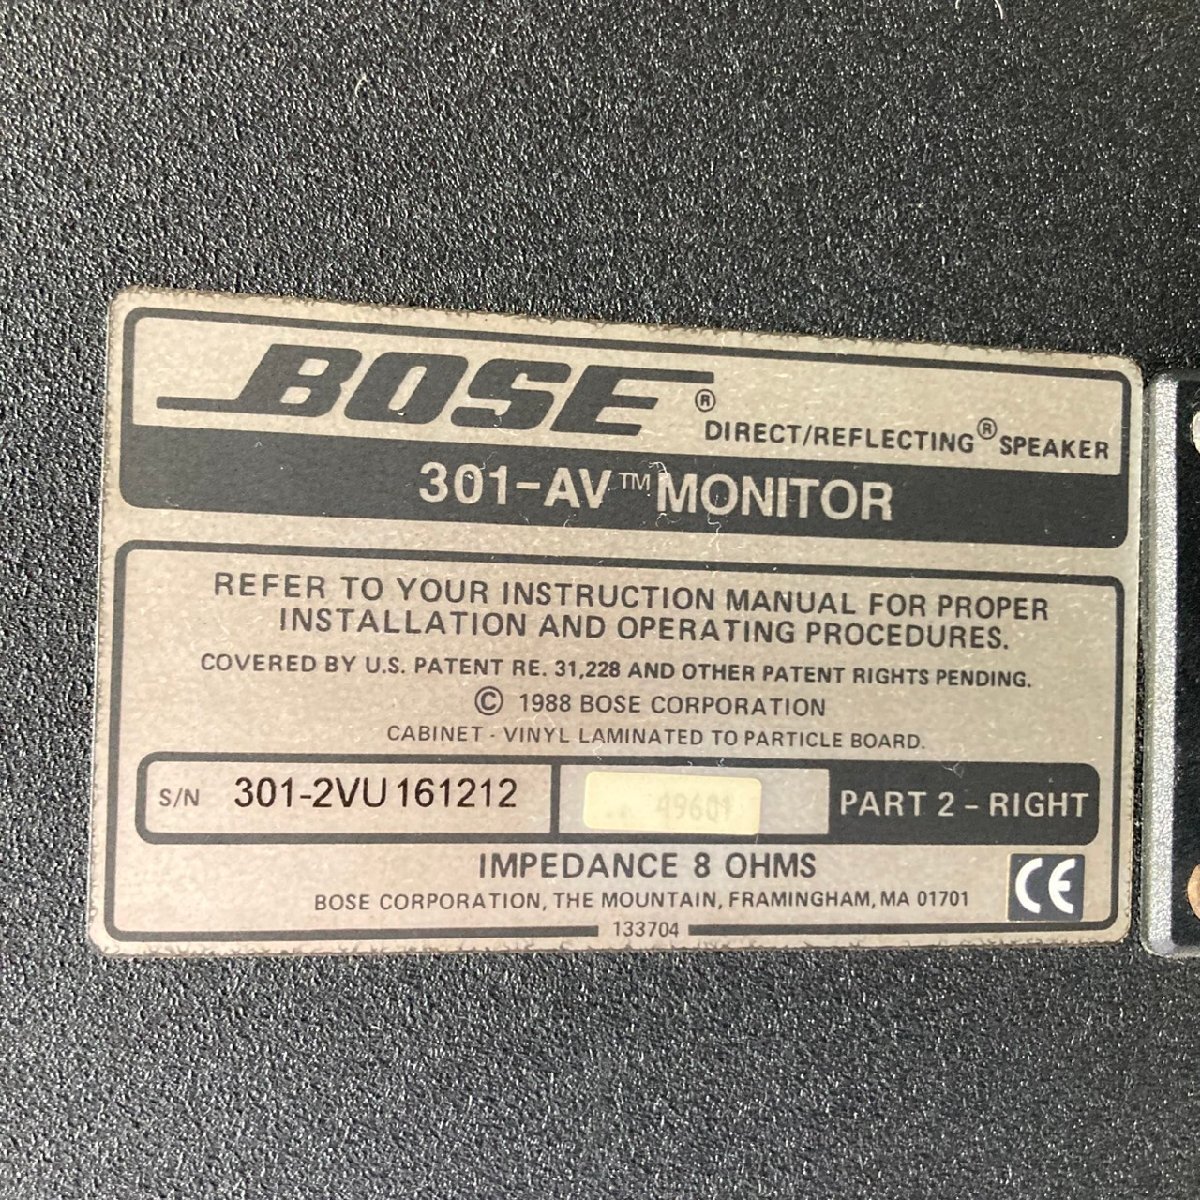 BOSE®
DIRECT/REFLECTING® SPEAKER
301-AV™ MONITOR
REFER TO YOUR INSTRUCTION MANUAL FOR PROPER
INSTALLATION AND OPERATING PROCEDURES.
COVERED BY U.S. PATENT RE. 31,228 AND OTHER PATENT RIGHTS PENDING.
© 1988 BOSE CORPORATION
CABINET - VINYL LAMINATED TO PARTICLE BOARD.
S/N 301-2VU 161212 PART 2 - RIGHT
IMPEDANCE 8 OHMS
BOSE CORPORATION, THE MOUNTAIN, FRAMINGHAM, MA 01701
CE
133704